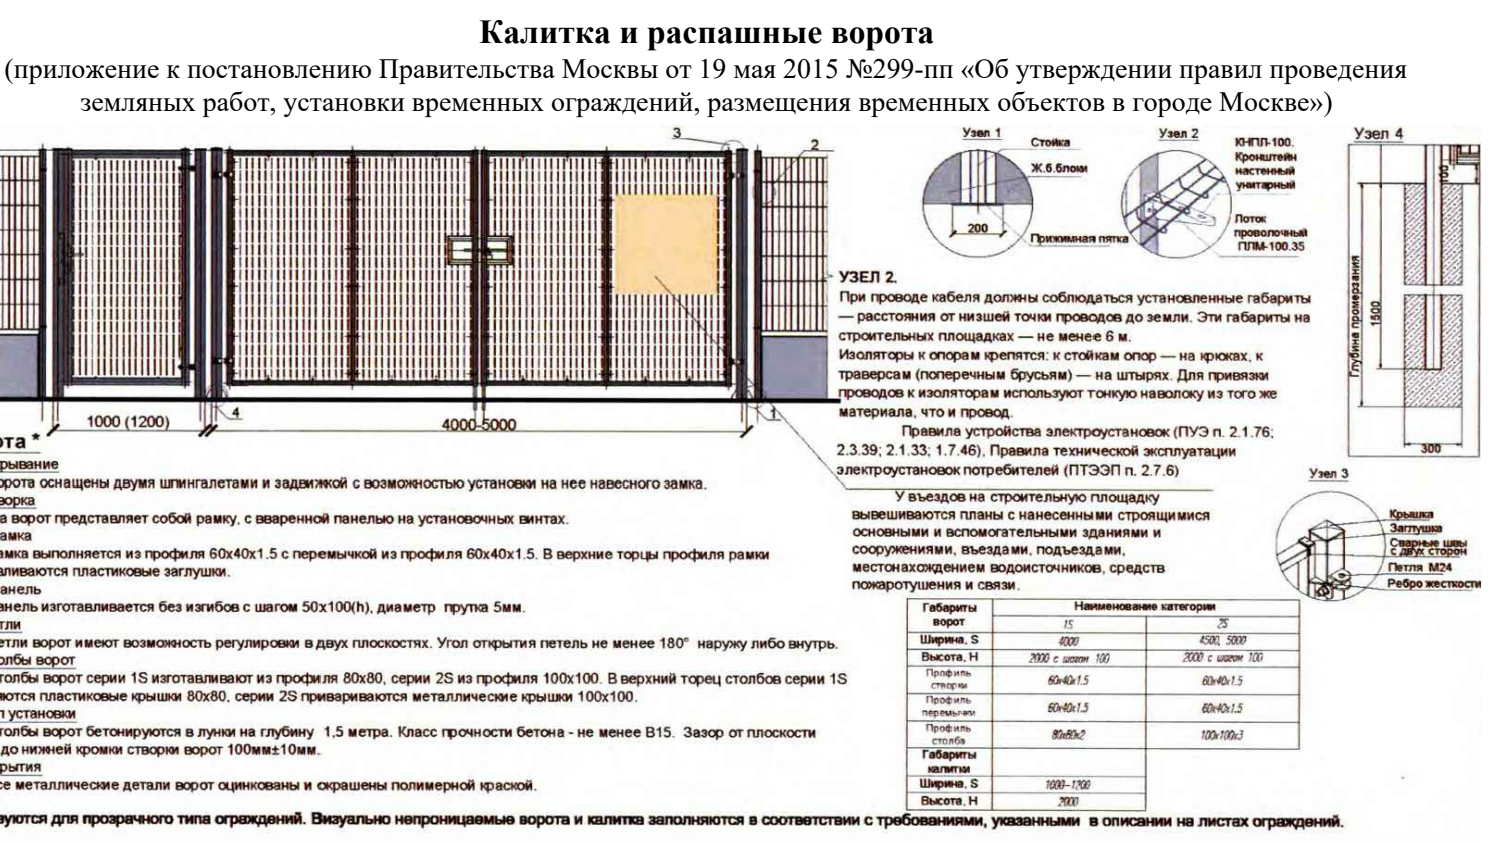 Калитка и распашные ворота
(приложение к постановлению Правительства Москвы от 19 мая 2015 №299-пп «Об утверждении правил проведения
земляных работ, установки временных ограждений, размещения временных объектов в городе Москве»)
3
2
4
1
1000 (1200)
4000-5000
Узел 1
Стойка
Ж.б.блоки
200
Прижимная пятка
Узел 2
КНПЛ-100.
Кронштейн
настенный
унитарный
Лоток
проволочный
ПЛМ-100.35
Узел 4
100
Глубина промерзания
1500
300
УЗЕЛ 2.
При проводе кабеля должны соблюдаться установленные габариты
— расстояния от низшей точки проводов до земли. Эти габариты на
строительных площадках — не менее 6 м.
Изоляторы к опорам крепятся: к стойкам опор — на крюках, к
траверсам (поперечным брусьям) — на штырях. Для привязки
проводов к изоляторам используют тонкую наволоку из того же
материала, что и провод.
Правила устройства электроустановок (ПУЭ п. 2.1.76;
2.3.39; 2.1.33; 1.7.46), Правила технической эксплуатации
электроустановок потребителей (ПТЭЭП п. 2.7.6)
У въездов на строительную площадку
вывешиваются планы с нанесенными строящимися
основными и вспомогательными зданиями и
сооружениями, въездами, подъездами,
местонахождением водоисточников, средств
пожаротушения и связи.
Узел 3
Крышка
Заглушка
Сварные швы
с двух сторон
Петля М24
Ребро жесткости
ота *
рывание
орота оснащены двумя шпингалетами и задвижкой с возможностью установки на нее навесного замка.
ворка
а ворот представляет собой рамку, с вваренной панелью на установочных винтах.
амка
амка выполняется из профиля 60х40х1.5 с перемычкой из профиля 60х40х1.5. В верхние торцы профиля рамки
вливаются пластиковые заглушки.
анель
анель изготавливается без изгибов с шагом 50х100(h), диаметр прутка 5мм.
тли
етли ворот имеют возможность регулировки в двух плоскостях. Угол открытия петель не менее 180° наружу либо внутрь.
олбы ворот
толбы ворот серии 1S изготавливают из профиля 80х80, серии 2S из профиля 100х100. В верхний торец столбов серии 1S
яются пластиковые крышки 80х80, серии 2S привариваются металлические крышки 100х100.
п установки
толбы ворот бетонируются в лунки на глубину 1,5 метра. Класс прочности бетона - не менее В15. Зазор от плоскости
до нижней кромки створки ворот 100мм±10мм.
рытия
се металлические детали ворот оцинкованы и окрашены полимерной краской.
Габариты ворот Наименование категории
1S 2S
Ширина, S 4000 4500, 5000
Высота, H 2000 с шагом 100 2000 с шагом 100
Профиль створки 60х40х1.5 60х40х1.5
Профиль перемычки 60х40х1.5 60х40х1.5
Профиль столба 80х80х2 100х100х3
Габариты калитки
Ширина, S 1000-1200
Высота, H 2000
зуются для прозрачного типа ограждений. Визуально непроницаемые ворота и калитка заполняются в соответствии с требованиями, указанными в описании на листах ограждений.